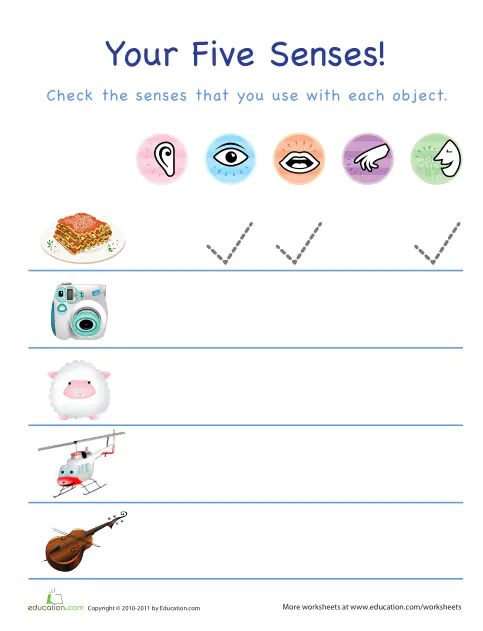 Your Five Senses!
Check the senses that you use with each object.
education.com Copyright © 2010-2011 by Education.com More worksheets at www.education.com/worksheets